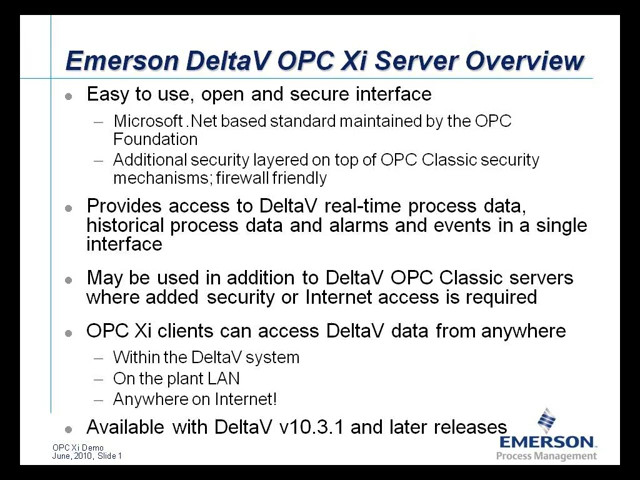 Emerson DeltaV OPC Xi Server Overview
Easy to use, open and secure interface
– Microsoft .Net based standard maintained by the OPC
Foundation
– Additional security layered on top of OPC Classic security
mechanisms; firewall friendly
Provides access to DeltaV real-time process data,
historical process data and alarms and events in a single
interface
May be used in addition to DeltaV OPC Classic servers
where added security or Internet access is required
OPC Xi clients can access DeltaV data from anywhere
– Within the DeltaV system
– On the plant LAN
– Anywhere on Internet!
Available with DeltaV v10.3.1 and later releases
OPC Xi Demo
June, 2010, Slide 1
EMERSON
Process Management